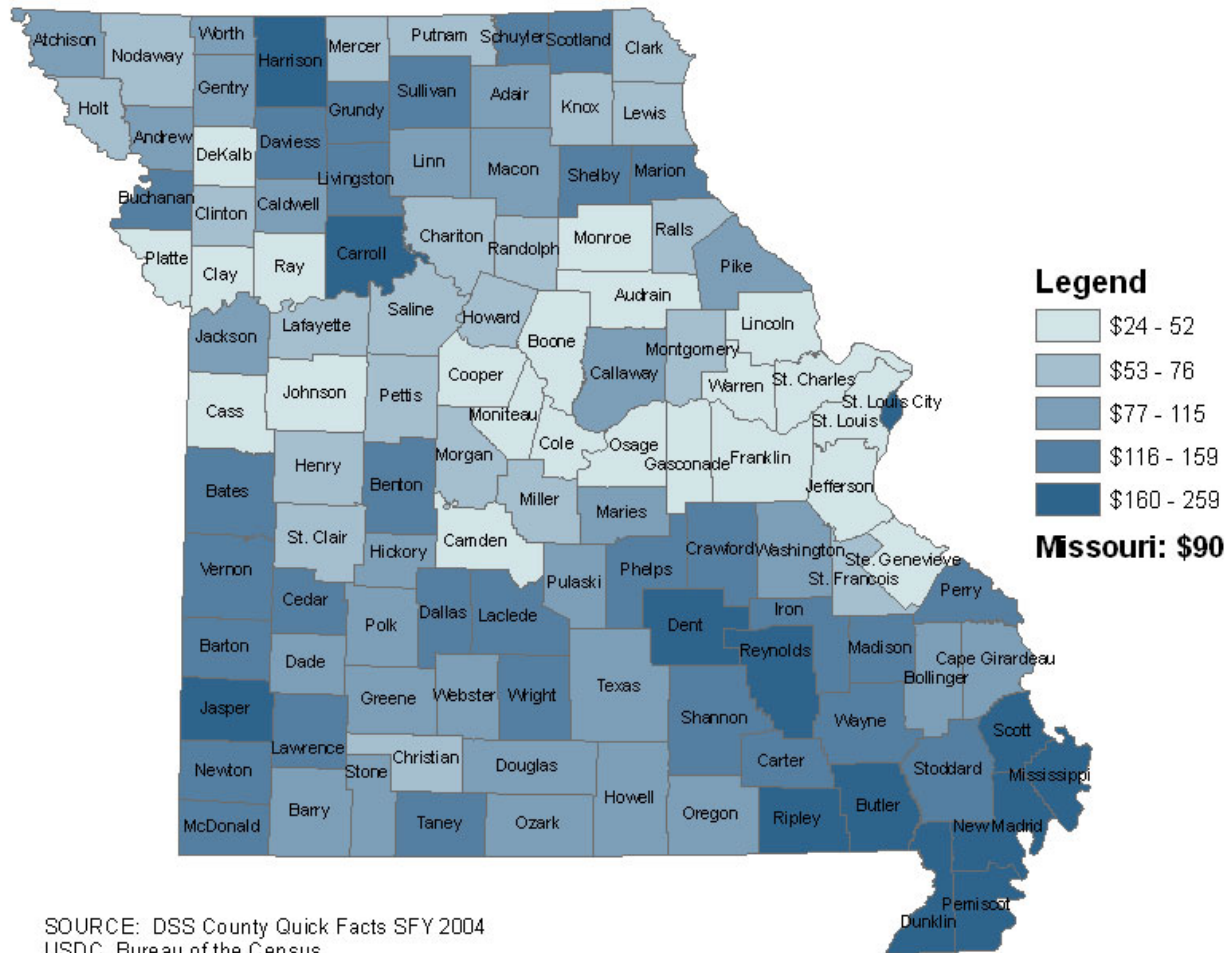 Atchison
Nodaway
Worth
Harrison
Mercer
Putnam
Schuyler
Scotland
Clark
Holt
Gentry
Grundy
Sullivan
Adair
Knox
Lewis
Andrew
DeKalb
Daviess
Livingston
Linn
Macon
Shelby
Marion
Buchanan
Clinton
Caldwell
Platte
Clay
Ray
Carroll
Chariton
Randolph
Monroe
Ralls
Pike
Audrain
Jackson
Lafayette
Saline
Howard
Boone
Lincoln
Callaway
Montgomery
Cass
Johnson
Pettis
Cooper
Warren
St. Charles
St. Louis City
Moniteau
St. Louis
Cole
Osage
Gasconade
Franklin
Henry
Morgan
Bates
Benton
Jefferson
Miller
Maries
St. Clair
Hickory
Camden
Crawford
Washington
Ste. Genevieve
Vernon
Pulaski
Phelps
St. Francois
Perry
Cedar
Polk
Dallas
Laclede
Dent
Iron
Reynolds
Madison
Barton
Dade
Cape Girardeau
Bollinger
Jasper
Greene
Webster
Wright
Texas
Shannon
Wayne
Scott
Lawrence
Newton
Stone
Christian
Douglas
Carter
Stoddard
Mississippi
McDonald
Barry
Taney
Ozark
Howell
Oregon
Ripley
Butler
New Madrid
Dunklin
Pemiscot
Legend
$24 - 52
$53 - 76
$77 - 115
$116 - 159
$160 - 259
Missouri: $90
SOURCE: DSS County Quick Facts SFY 2004
USDC, Bureau of the Census